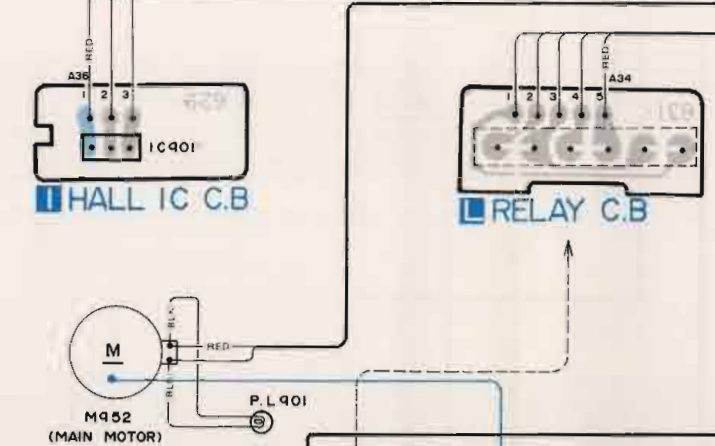 RED
A36
1 2 3
IC901
I HALL IC C.B
RED
A34
1 2 3 4 5
L RELAY C.B
BLK
RED
BLK
M
M952
(MAIN MOTOR)
P.L901